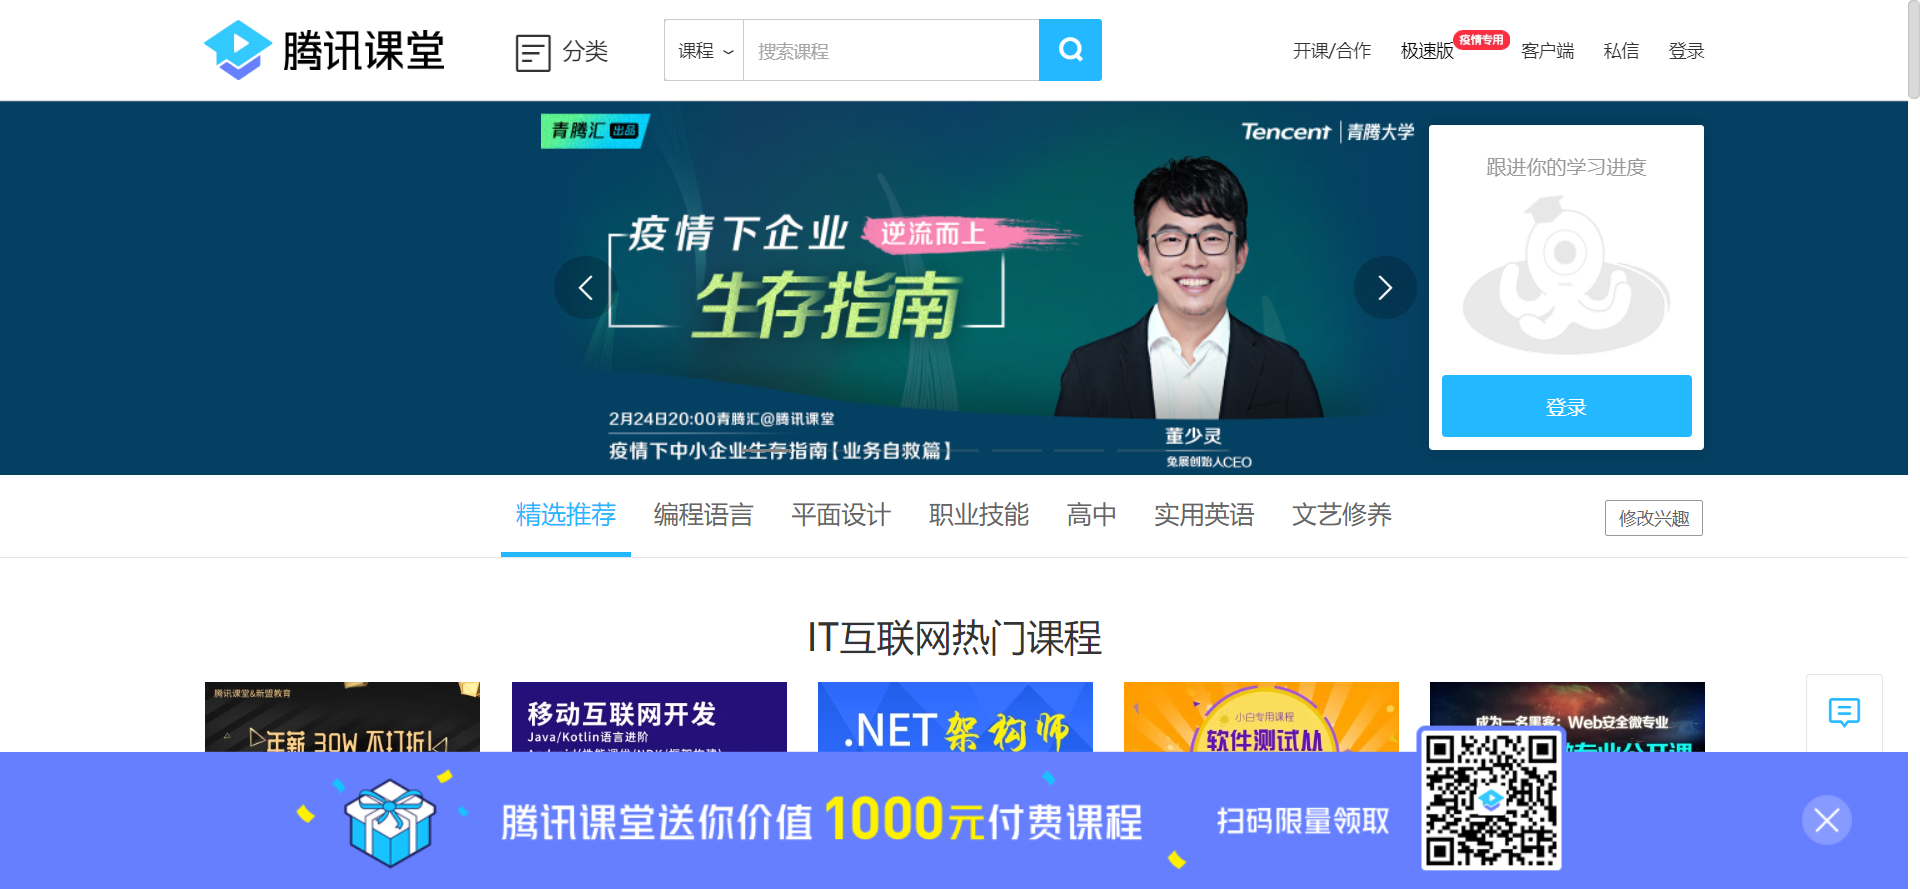 腾讯课堂
分类
课程
搜索课程
开课/合作
极速版
疫情专用
客户端
私信
登录
青腾汇 出品
Tencent | 青腾大学
疫情下企业 逆流而上
生存指南
2月24日20:00青腾汇@腾讯课堂
疫情下中小企业生存指南【业务自救篇】
董少灵
兔展创始人CEO
跟进你的学习进度
登录
精选推荐
编程语言
平面设计
职业技能
高中
实用英语
文艺修养
修改兴趣
IT互联网热门课程
腾讯课堂&新盟教育
年薪 30W 不打折!
移动互联网开发
Java/Kotlin语言进阶
.NET架构师
小白专用课程
软件测试从
成为一名黑客：Web安全微专业
微专业公开课
腾讯课堂送你价值1000元付费课程
扫码限量领取